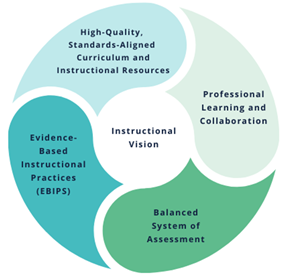 High-Quality,
Standards-Aligned
Curriculum and
Instructional Resources
Professional
Learning and
Collaboration
Instructional
Vision
Evidence-
Based
Instructional
Practices
(EBIPS)
Balanced
System of
Assessment